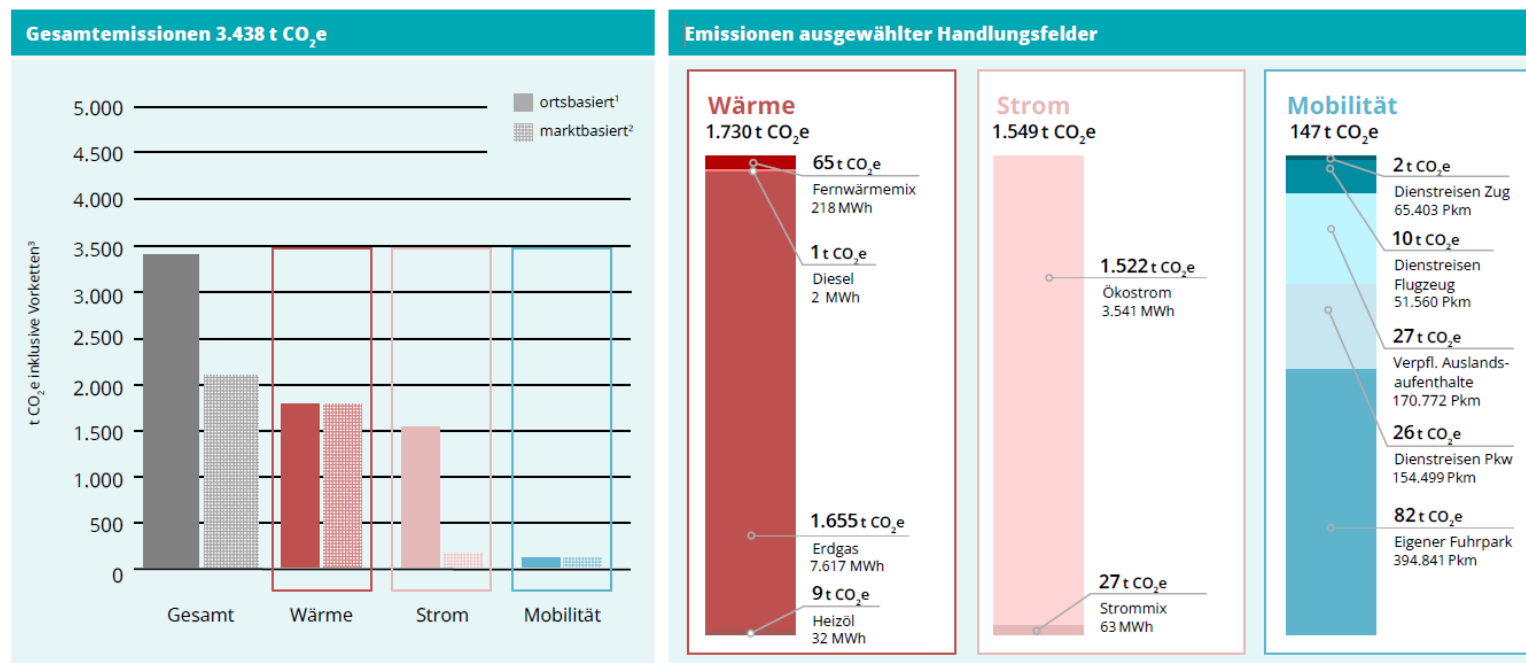 Gesamtemissionen 3.438 t CO₂e
5.000
4.500
4.000
3.500
3.000
2.500
2.000
1.500
1.000
500
0
t CO₂e inklusive Vorketten³
ortsbasiert¹
marktbasiert²
Gesamt
Wärme
Strom
Mobilität
Emissionen ausgewählter Handlungsfelder
Wärme
1.730 t CO₂e
65 t CO₂e
Fernwärmemix
218 MWh
1 t CO₂e
Diesel
2 MWh
1.655 t CO₂e
Erdgas
7.617 MWh
9 t CO₂e
Heizöl
32 MWh
Strom
1.549 t CO₂e
1.522 t CO₂e
Ökostrom
3.541 MWh
27 t CO₂e
Strommix
63 MWh
Mobilität
147 t CO₂e
2 t CO₂e
Dienstreisen Zug
65.403 Pkm
10 t CO₂e
Dienstreisen
Flugzeug
51.560 Pkm
27 t CO₂e
Verpfl. Auslands-
aufenthalte
170.772 Pkm
26 t CO₂e
Dienstreisen Pkw
154.499 Pkm
82 t CO₂e
Eigener Fuhrpark
394.841 Pkm